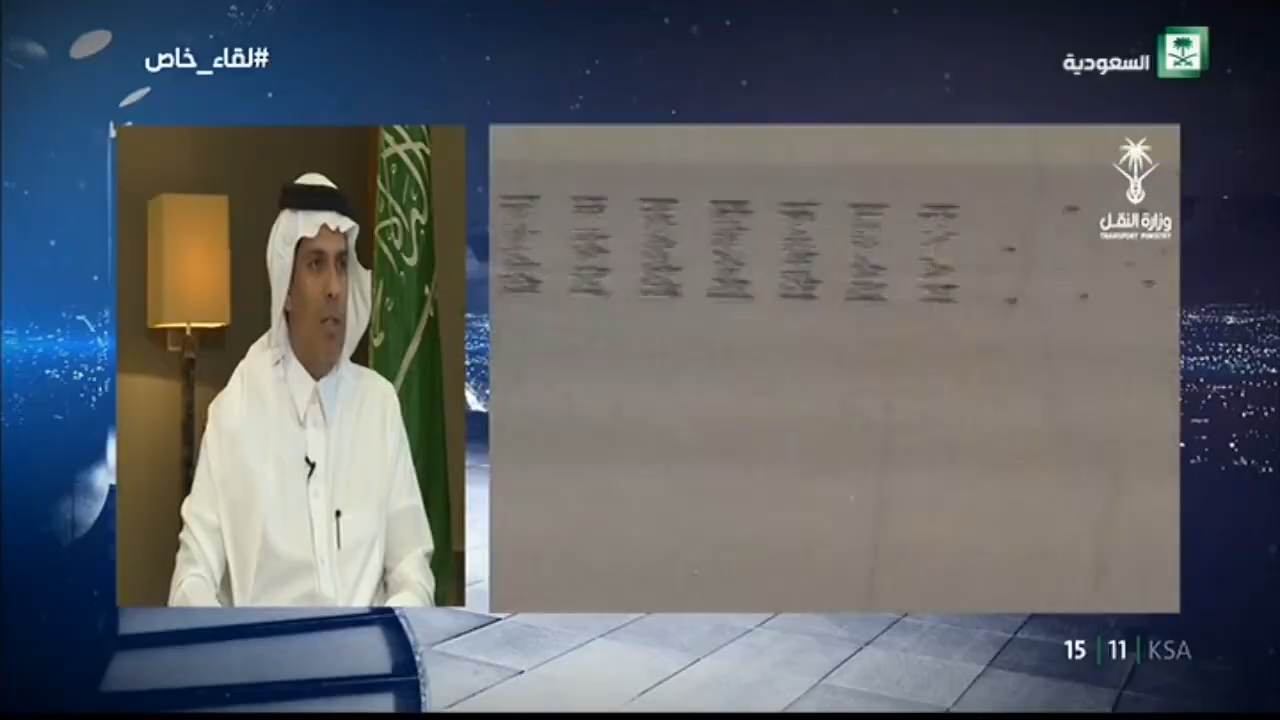 #لقاء_خاص
السعودية
وزارة النقل
TRANSPORT MINISTRY
15 | 11 | KSA